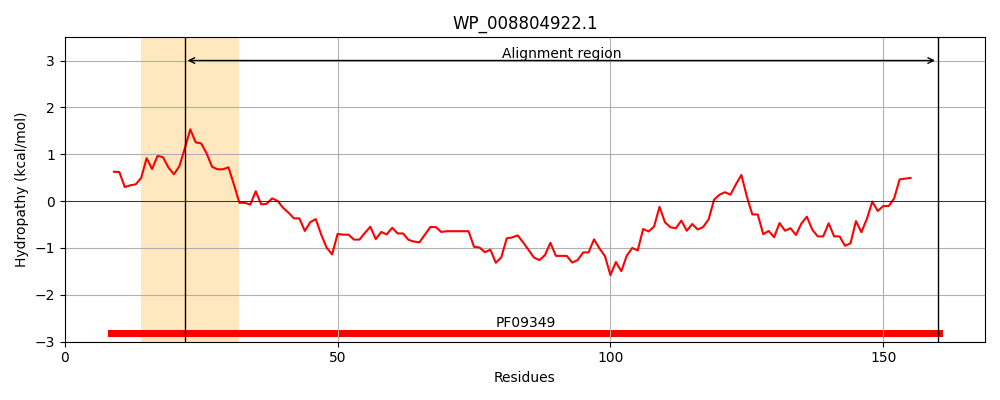 WP_008804922.1
Alignment region
3
2
1
0
−1
−2
−3
Hydropathy (kcal/mol)
PF09349
0
50
100
150
Residues